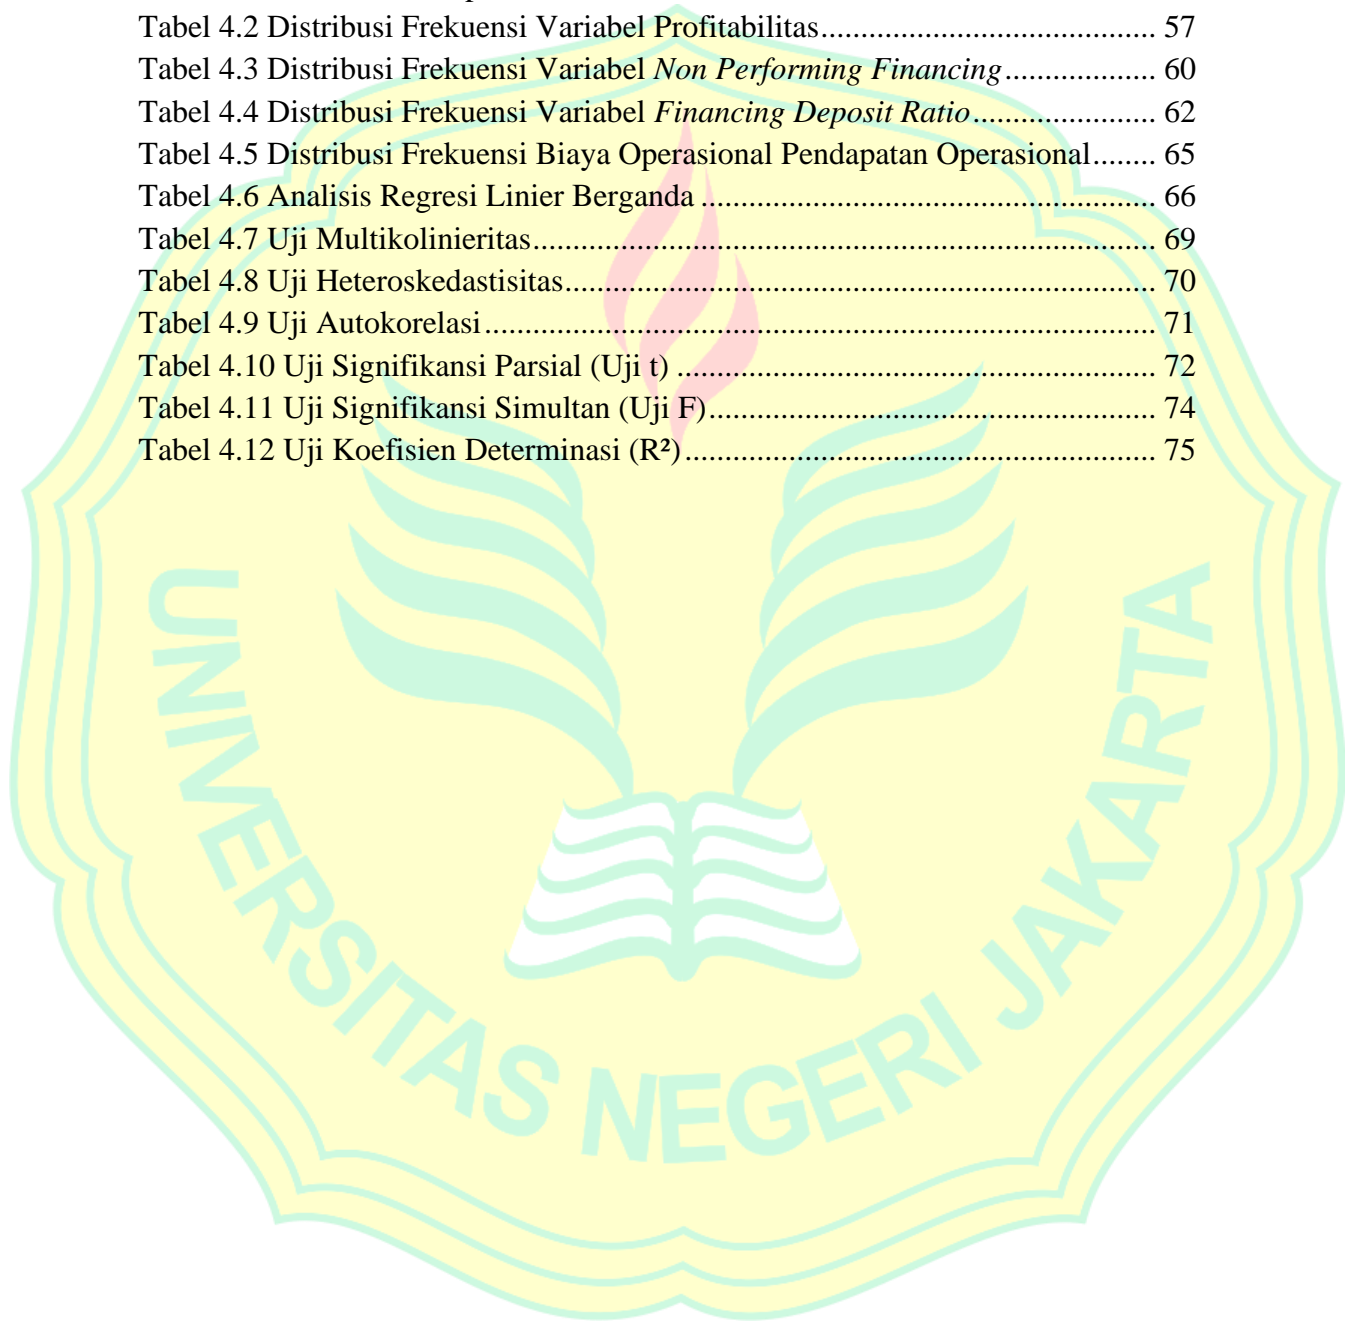 Tabel 4.2 Distribusi Frekuensi Variabel Profitabilitas................................... 57
Tabel 4.3 Distribusi Frekuensi Variabel Non Performing Financing................... 60
Tabel 4.4 Distribusi Frekuensi Variabel Financing Deposit Ratio....................... 62
Tabel 4.5 Distribusi Frekuensi Biaya Operasional Pendapatan Operasional........ 65
Tabel 4.6 Analisis Regresi Linier Berganda ......................................................... 66
Tabel 4.7 Uji Multikolinieritas.............................................................................. 69
Tabel 4.8 Uji Heteroskedastisitas.......................................................................... 70
Tabel 4.9 Uji Autokorelasi.................................................................................... 71
Tabel 4.10 Uji Signifikansi Parsial (Uji t) ............................................................ 72
Tabel 4.11 Uji Signifikansi Simultan (Uji F)........................................................ 74
Tabel 4.12 Uji Koefisien Determinasi (R²)........................................................... 75
UNIVERSITAS NEGERI JAKARTA